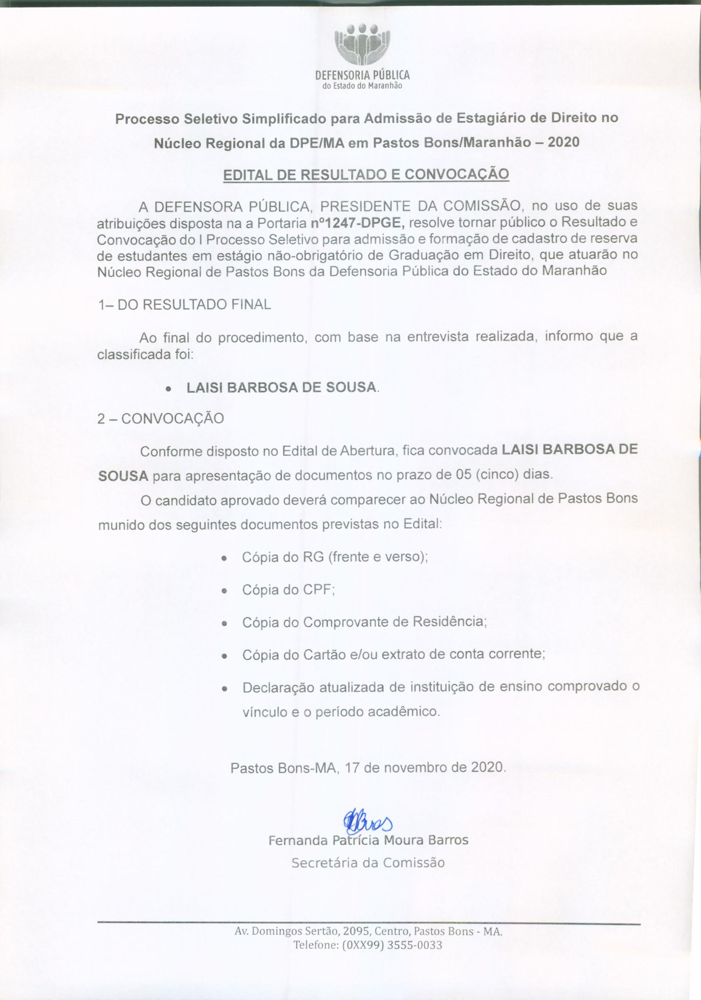 DEFENSORIA PÚBLICA
do Estado do Maranhão
Processo Seletivo Simplificado para Admissão de Estagiário de Direito no
Núcleo Regional da DPE/MA em Pastos Bons/Maranhão – 2020
EDITAL DE RESULTADO E CONVOCAÇÃO
A DEFENSORA PÚBLICA, PRESIDENTE DA COMISSÃO, no uso de suas
atribuições disposta na a Portaria nº1247-DPGE, resolve tornar público o Resultado e
Convocação do I Processo Seletivo para admissão e formação de cadastro de reserva
de estudantes em estágio não-obrigatório de Graduação em Direito, que atuarão no
Núcleo Regional de Pastos Bons da Defensoria Pública do Estado do Maranhão
1– DO RESULTADO FINAL
Ao final do procedimento, com base na entrevista realizada, informo que a
classificada foi:
• LAISI BARBOSA DE SOUSA.
2 – CONVOCAÇÃO
Conforme disposto no Edital de Abertura, fica convocada LAISI BARBOSA DE
SOUSA para apresentação de documentos no prazo de 05 (cinco) dias.
O candidato aprovado deverá comparecer ao Núcleo Regional de Pastos Bons
munido dos seguintes documentos previstas no Edital:
• Cópia do RG (frente e verso);
• Cópia do CPF;
• Cópia do Comprovante de Residência;
• Cópia do Cartão e/ou extrato de conta corrente;
• Declaração atualizada de instituição de ensino comprovado o
vínculo e o período acadêmico.
Pastos Bons-MA, 17 de novembro de 2020.
Fernanda Patrícia Moura Barros
Secretária da Comissão
Av. Domingos Sertão, 2095, Centro, Pastos Bons - MA.
Telefone: (0XX99) 3555-0033